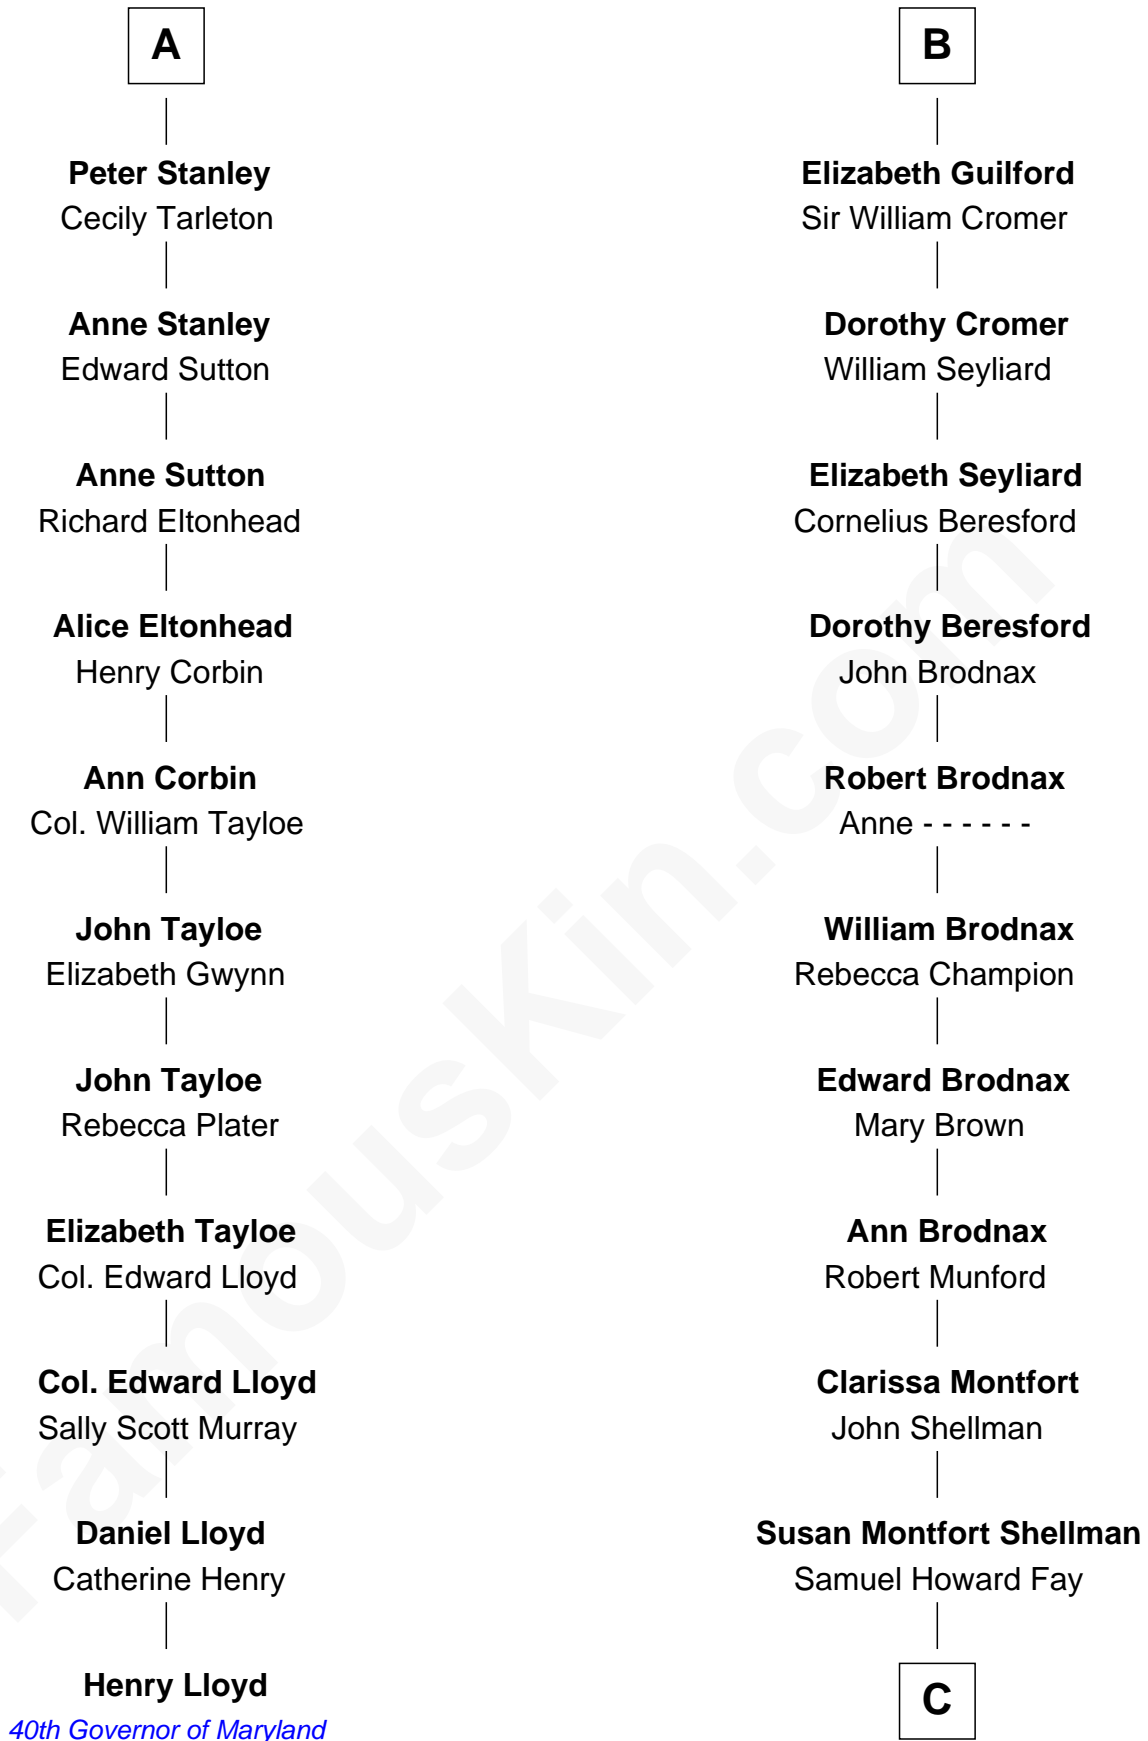 A
Peter Stanley
Cecily Tarleton
Anne Stanley
Edward Sutton
Anne Sutton
Richard Eltonhead
Alice Eltonhead
Henry Corbin
Ann Corbin
Col. William Tayloe
John Tayloe
Elizabeth Gwynn
John Tayloe
Rebecca Plater
Elizabeth Tayloe
Col. Edward Lloyd
Col. Edward Lloyd
Sally Scott Murray
Daniel Lloyd
Catherine Henry
Henry Lloyd
40th Governor of Maryland
B
Elizabeth Guilford
Sir William Cromer
Dorothy Cromer
William Seyliard
Elizabeth Seyliard
Cornelius Beresford
Dorothy Beresford
John Brodnax
Robert Brodnax
Anne - - - - - -
William Brodnax
Rebecca Champion
Edward Brodnax
Mary Brown
Ann Brodnax
Robert Munford
Clarissa Montfort
John Shellman
Susan Montfort Shellman
Samuel Howard Fay
C
FamousKin.com